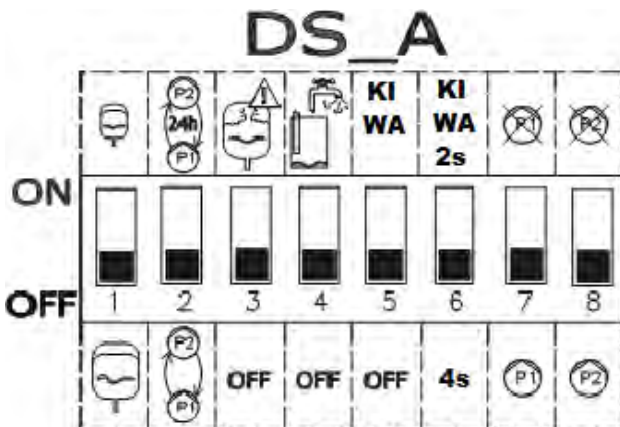 DS_A
P2 24h P1
KI WA
KI WA 2s
P1
P2
ON
OFF
1 2 3 4 5 6 7 8
P2 P1 OFF OFF OFF 4s P1 P2